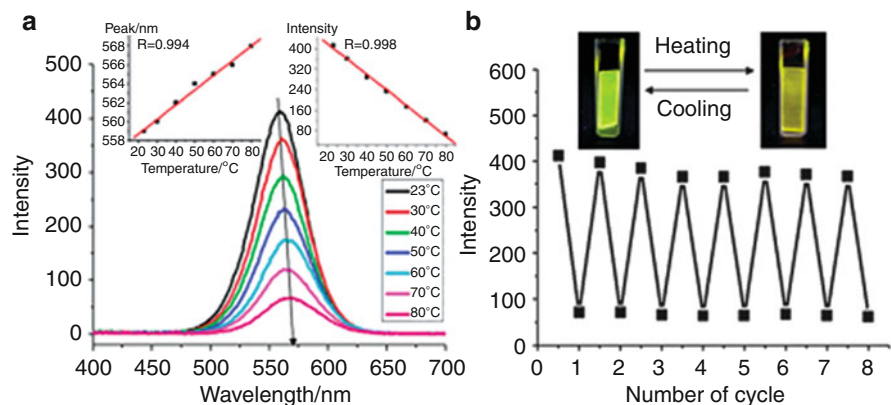 a
Peak/nm
R=0.994
568
566
564
562
560
558
20 30 40 50 60 70 80
Temperature/°C
Intensity
R=0.998
400
320
240
160
80
20 30 40 50 60 70 80
Temperature/°C
500
400
300
200
100
0
Intensity
23°C
30°C
40°C
50°C
60°C
70°C
80°C
400 450 500 550 600 650 700
Wavelength/nm
b
Heating
Cooling
600
500
400
300
200
100
0
Intensity
0 1 2 3 4 5 6 7 8
Number of cycle